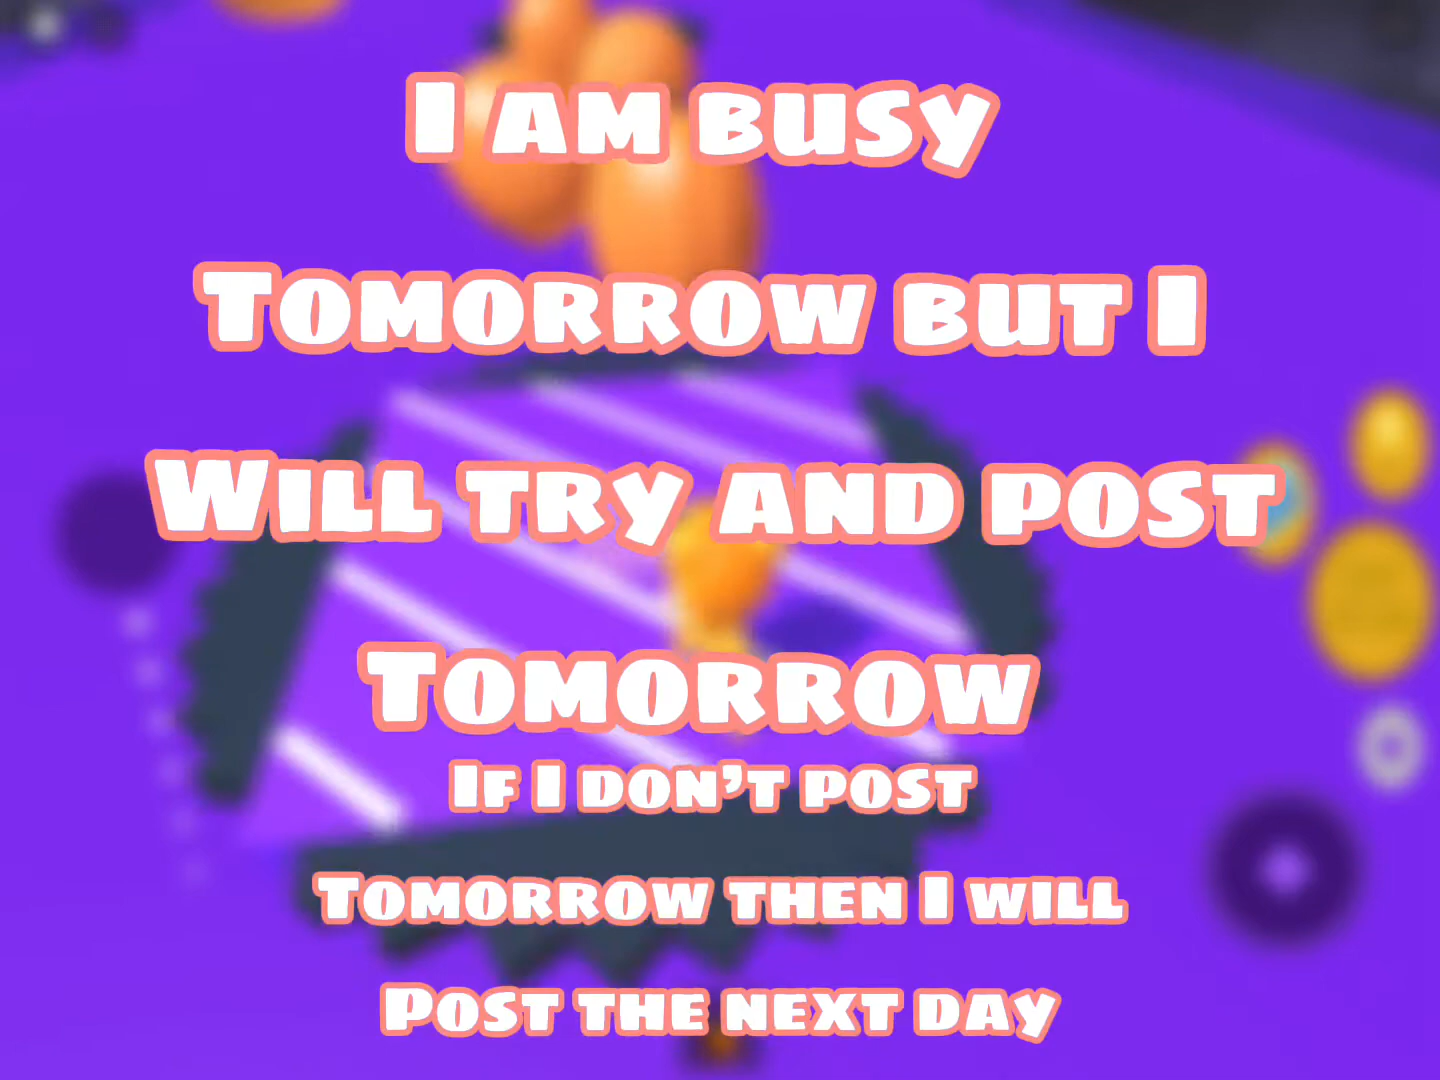 I am busy
Tomorrow but I
Will try and post
Tomorrow
If I don’t post
Tomorrow then I will
Post the next day